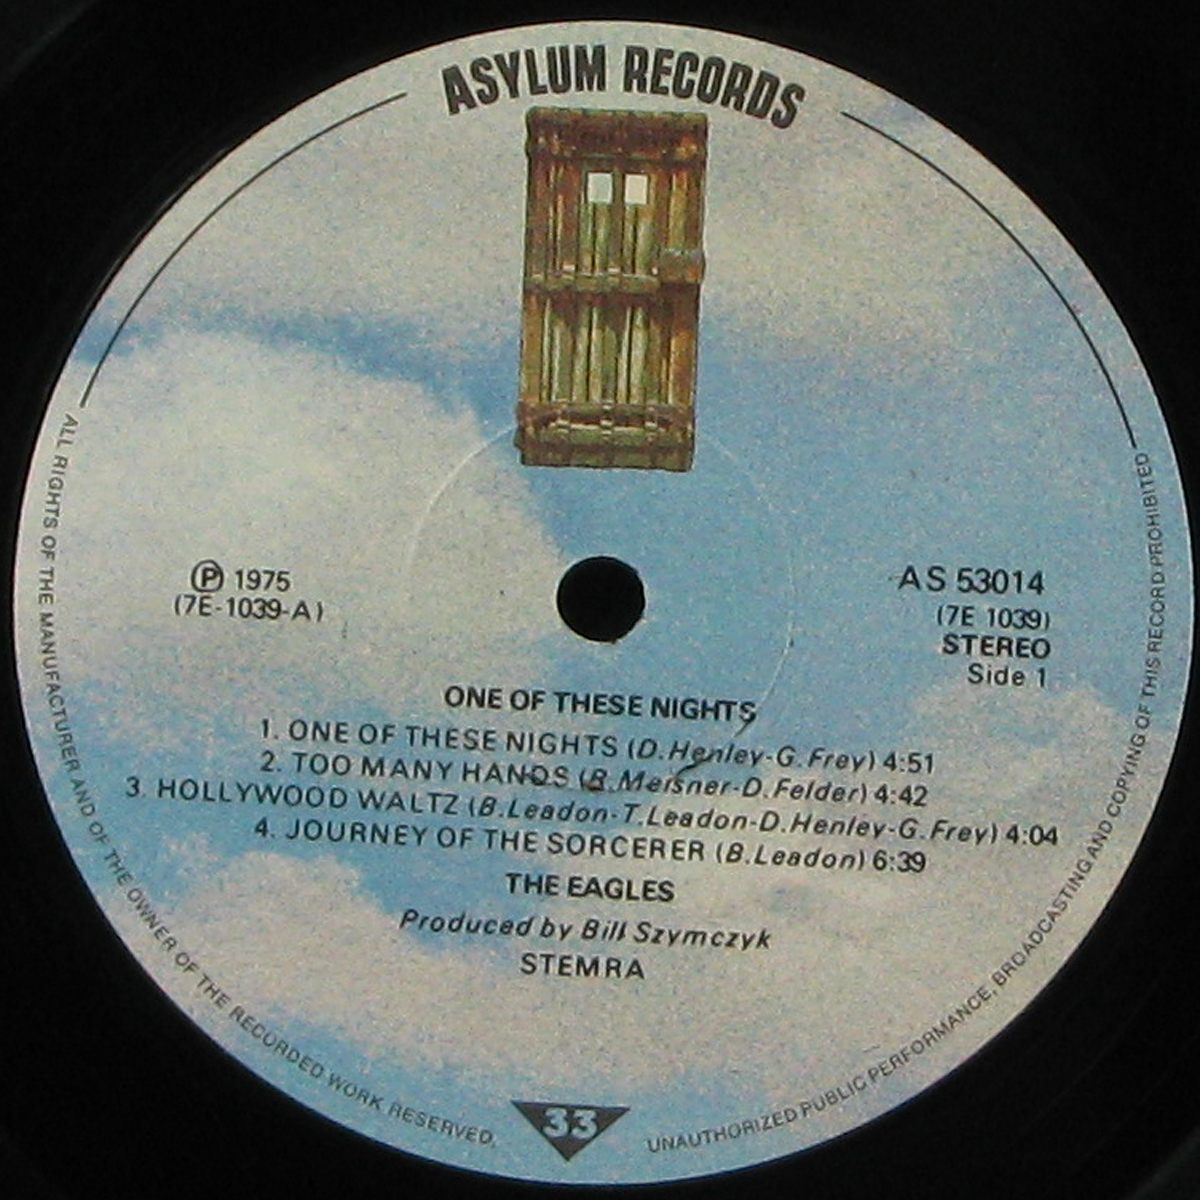 ASYLUM RECORDS
℗ 1975
(7E-1039-A)
AS 53014
(7E 1039)
STEREO
Side 1
ONE OF THESE NIGHTS
1. ONE OF THESE NIGHTS (D.Henley-G.Frey) 4:51
2. TOO MANY HANDS (R.Meisner-D.Felder) 4:42
3. HOLLYWOOD WALTZ (B.Leadon-T.Leadon-D.Henley-G.Frey) 4:04
4. JOURNEY OF THE SORCERER (B.Leadon) 6:39
THE EAGLES
Produced by Bill Szymczyk
STEMRA
33
ALL RIGHTS OF THE MANUFACTURER AND OF THE OWNER OF THE RECORDED WORK RESERVED.
UNAUTHORIZED PUBLIC PERFORMANCE, BROADCASTING AND COPYING OF THIS RECORD PROHIBITED